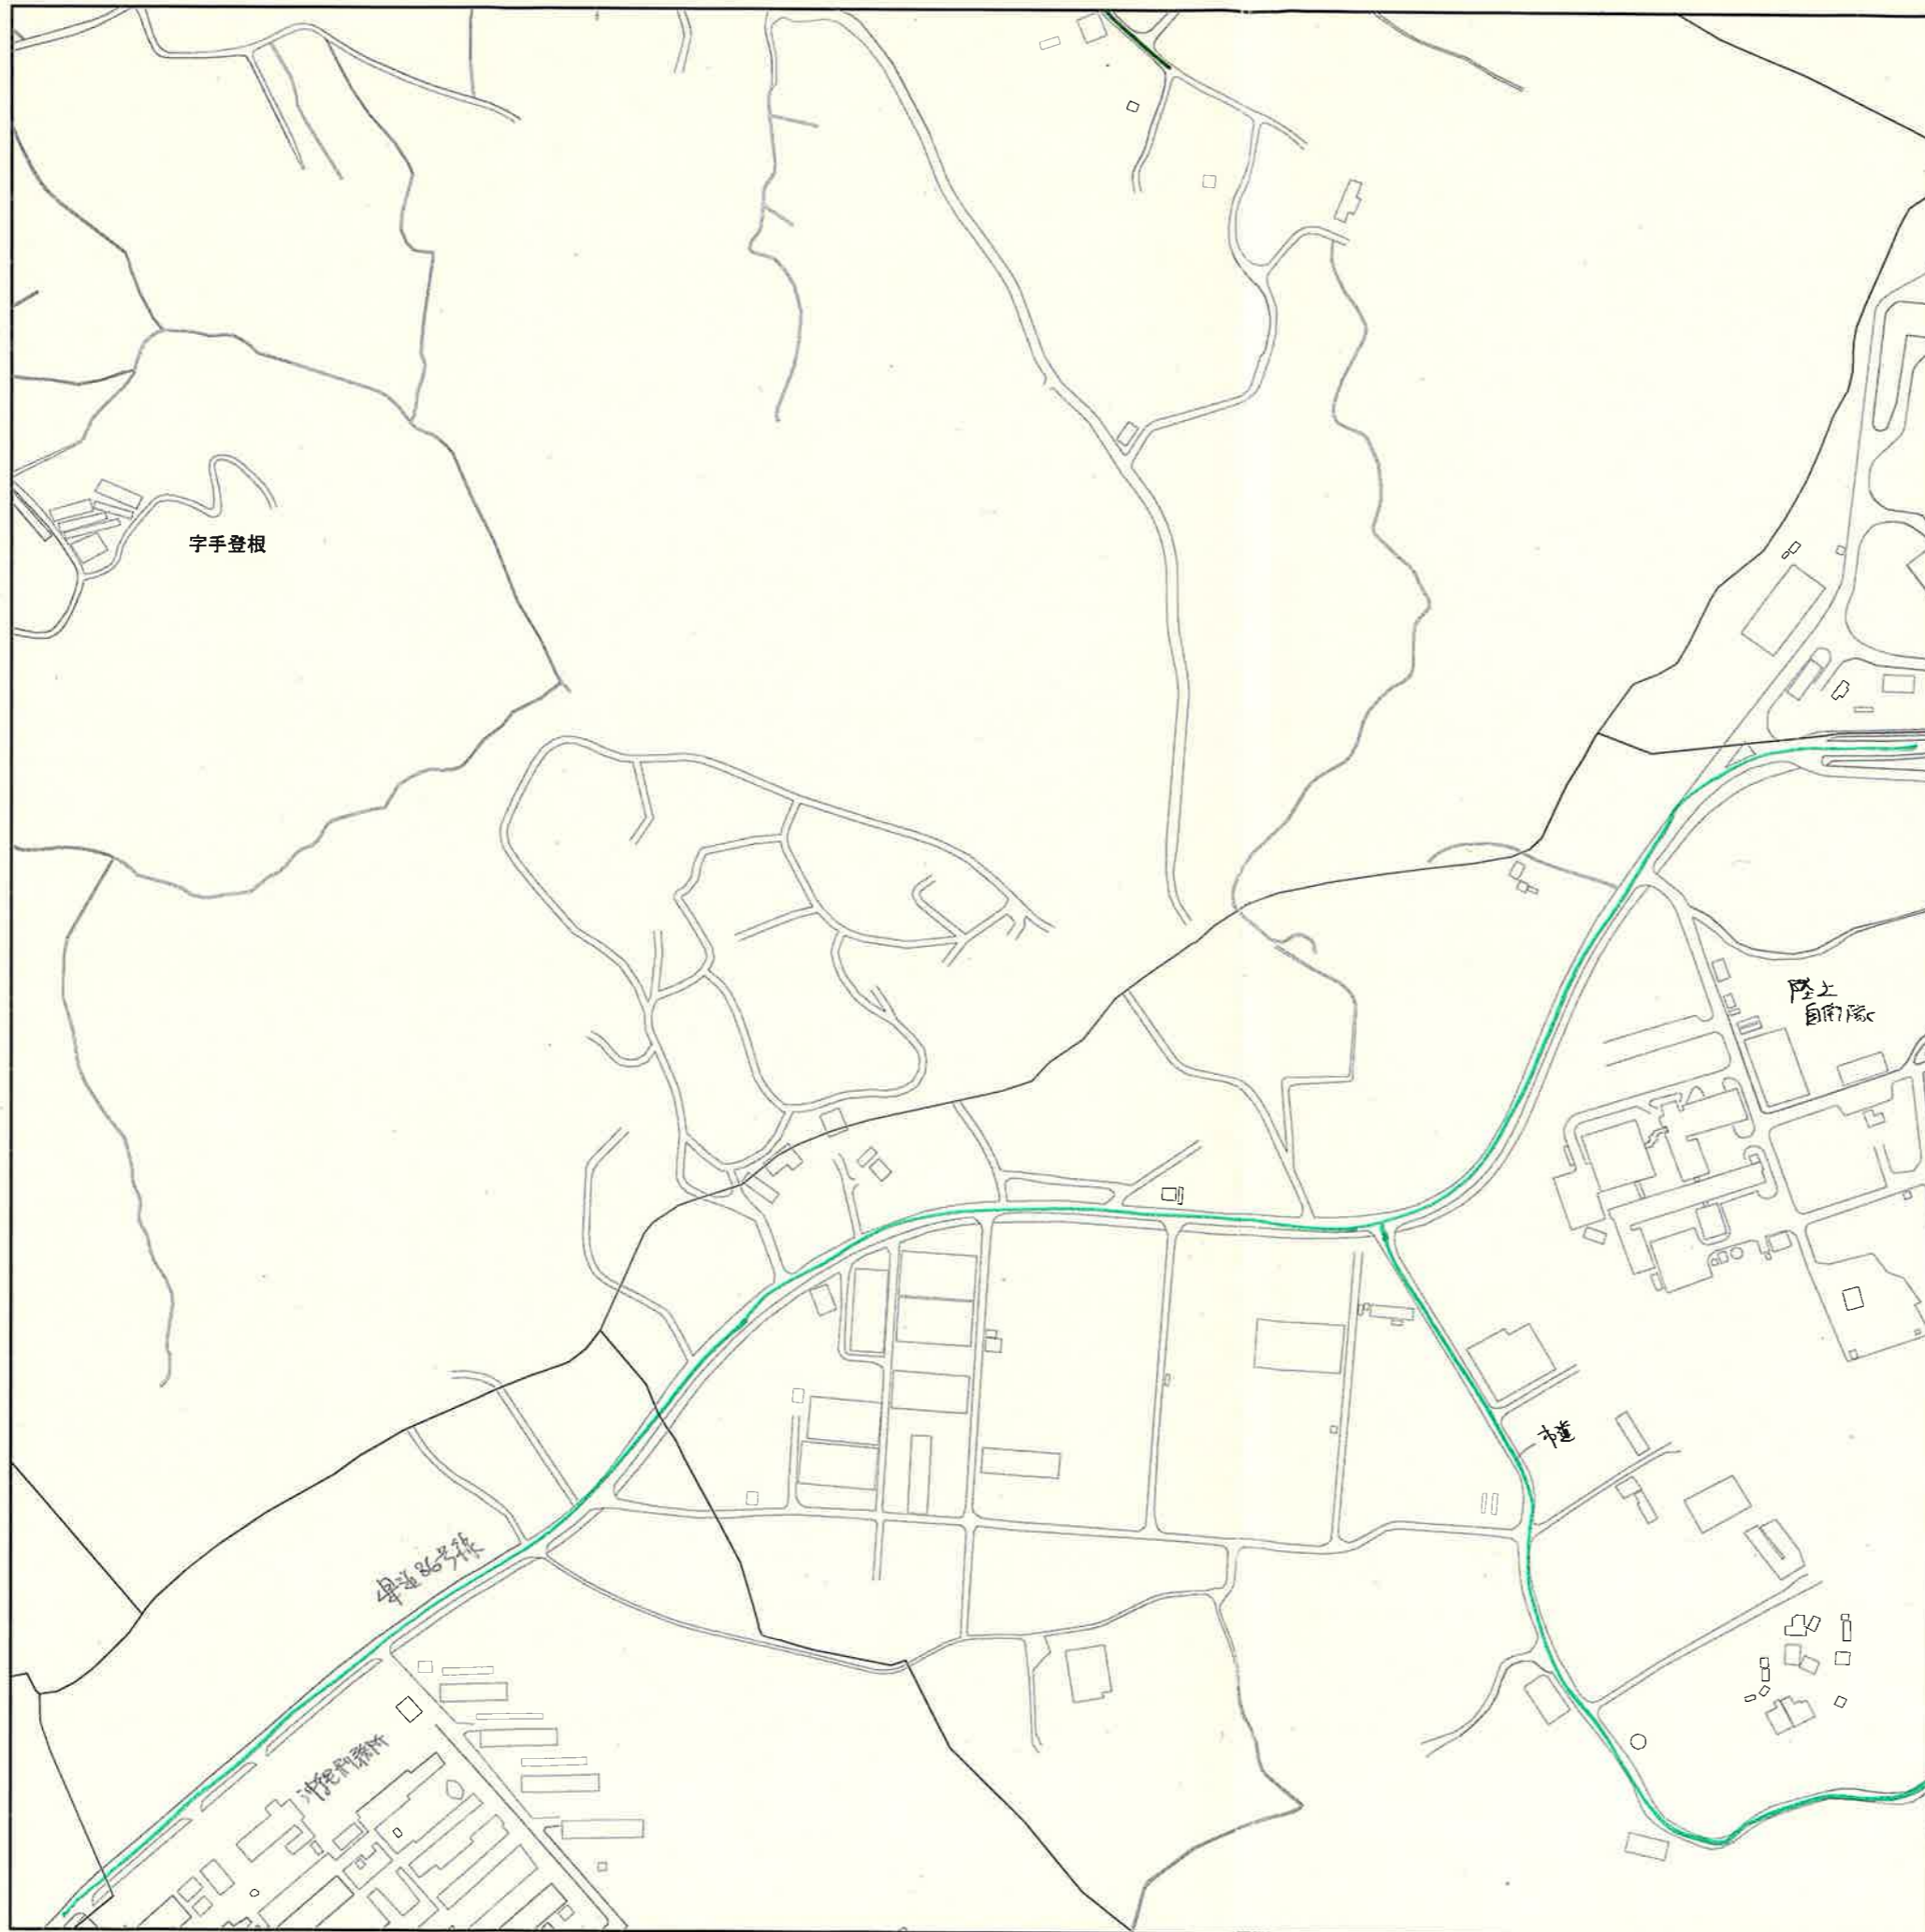 字手登根
陸上
自衛隊
市道
県道86号線
沖縄刑務所